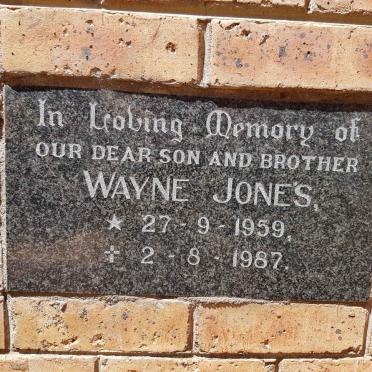 In Loving Memory of
OUR DEAR SON AND BROTHER
WAYNE JONES,
★ 27-9-1959,
✢ 2-8-1987.